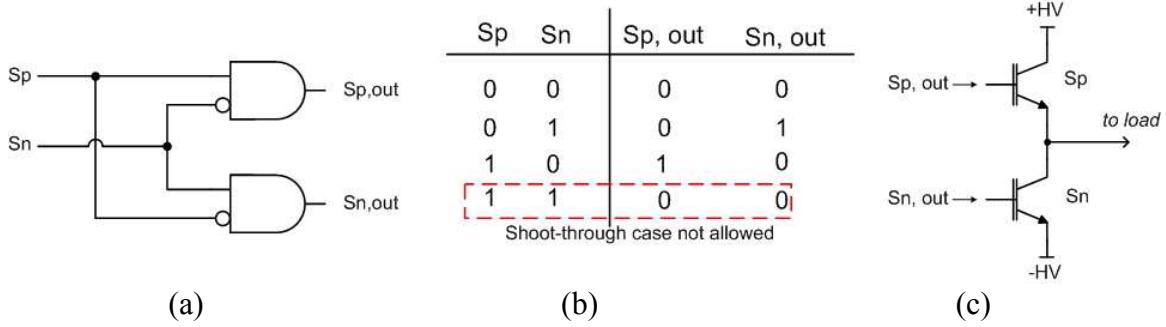 Sp
Sn
Sp,out
Sn,out
(a)
Sp Sn Sp, out Sn, out
0 0 0 0
0 1 0 1
1 0 1 0
1 1 0 0
Shoot-through case not allowed
(b)
+HV
Sp, out
Sp
to load
Sn, out
Sn
-HV
(c)